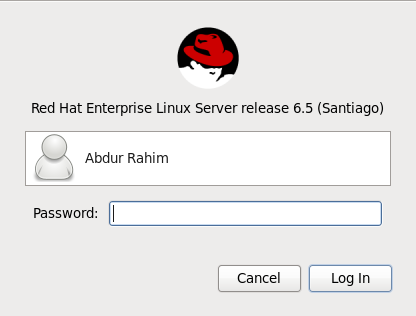 Red Hat Enterprise Linux Server release 6.5 (Santiago)
Abdur Rahim
Password:
Cancel Log In